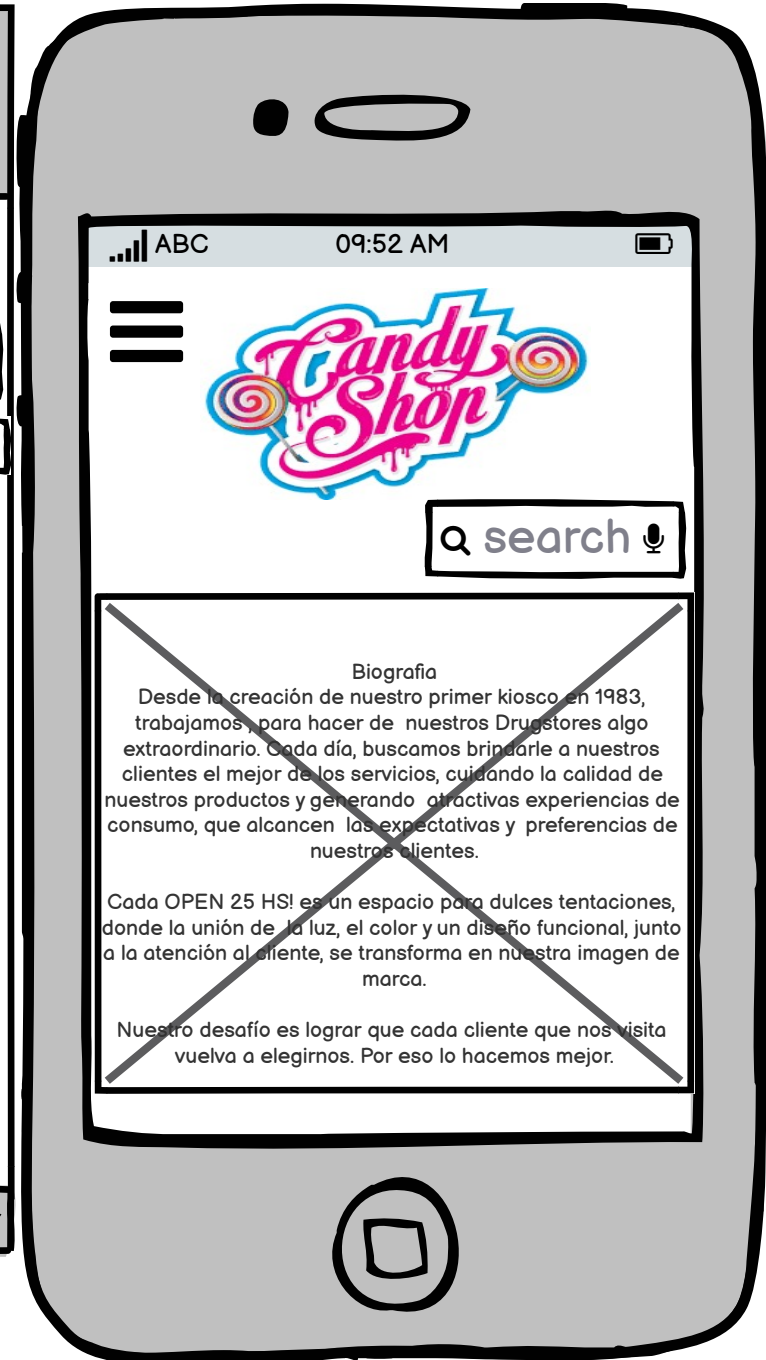 ABC 09:52 AM
Candy
Shop
search
Biografia
Desde la creación de nuestro primer kiosco en 1983,
trabajamos , para hacer de nuestros Drugstores algo
extraordinario. Cada día, buscamos brindarle a nuestros
clientes el mejor de los servicios, cuidando la calidad de
nuestros productos y generando atractivas experiencias de
consumo, que alcancen las expectativas y preferencias de
nuestros clientes.
Cada OPEN 25 HS! es un espacio para dulces tentaciones,
donde la unión de la luz, el color y un diseño funcional, junto
a la atención al cliente, se transforma en nuestra imagen de
marca.
Nuestro desafío es lograr que cada cliente que nos visita
vuelva a elegirnos. Por eso lo hacemos mejor.